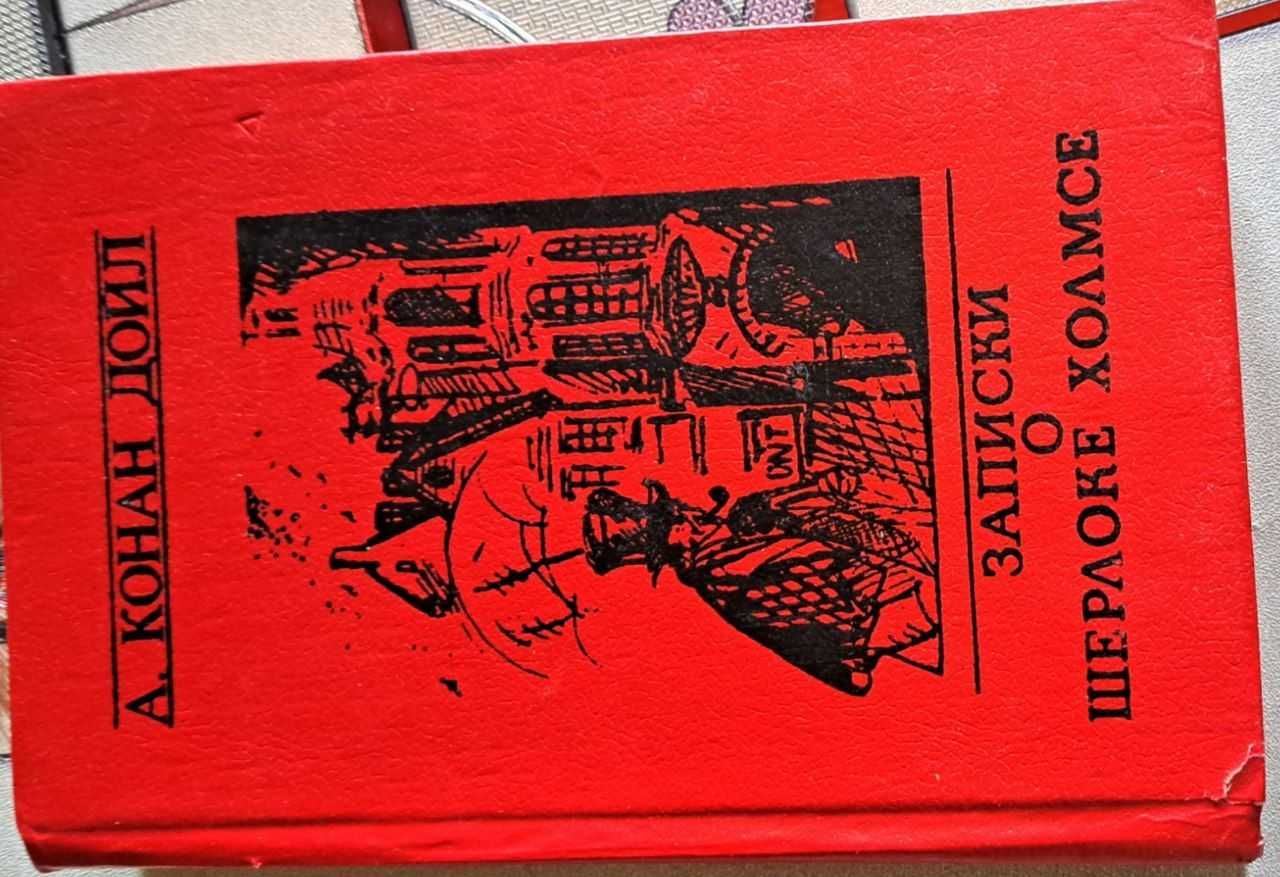 А. КОНАН ДОЙЛ
ЗАПИСКИ
О
ШЕРЛОКЕ ХОЛМСЕ